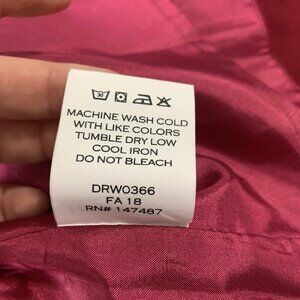 MACHINE WASH COLD
WITH LIKE COLORS
TUMBLE DRY LOW
COOL IRON
DO NOT BLEACH
DRW0366
FA 18
RN# 147487